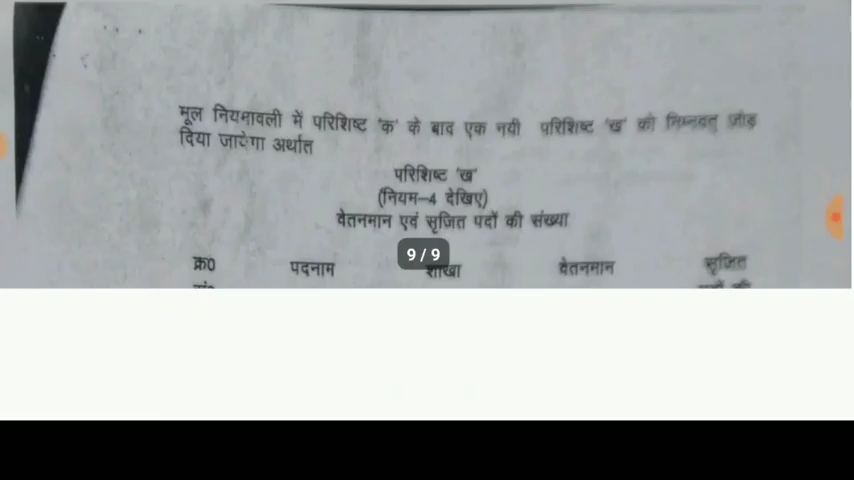 मूल नियमावली में परिशिष्ट 'क' के बाद एक नयी परिशिष्ट 'ख' को निम्नवत् जोड़
दिया जायेगा अर्थात
परिशिष्ट 'ख'
(नियम-4 देखिए)
वेतनमान एवं सृजित पदों की संख्या
9 / 9
क्र0 पदनाम शाखा वेतनमान सृजित